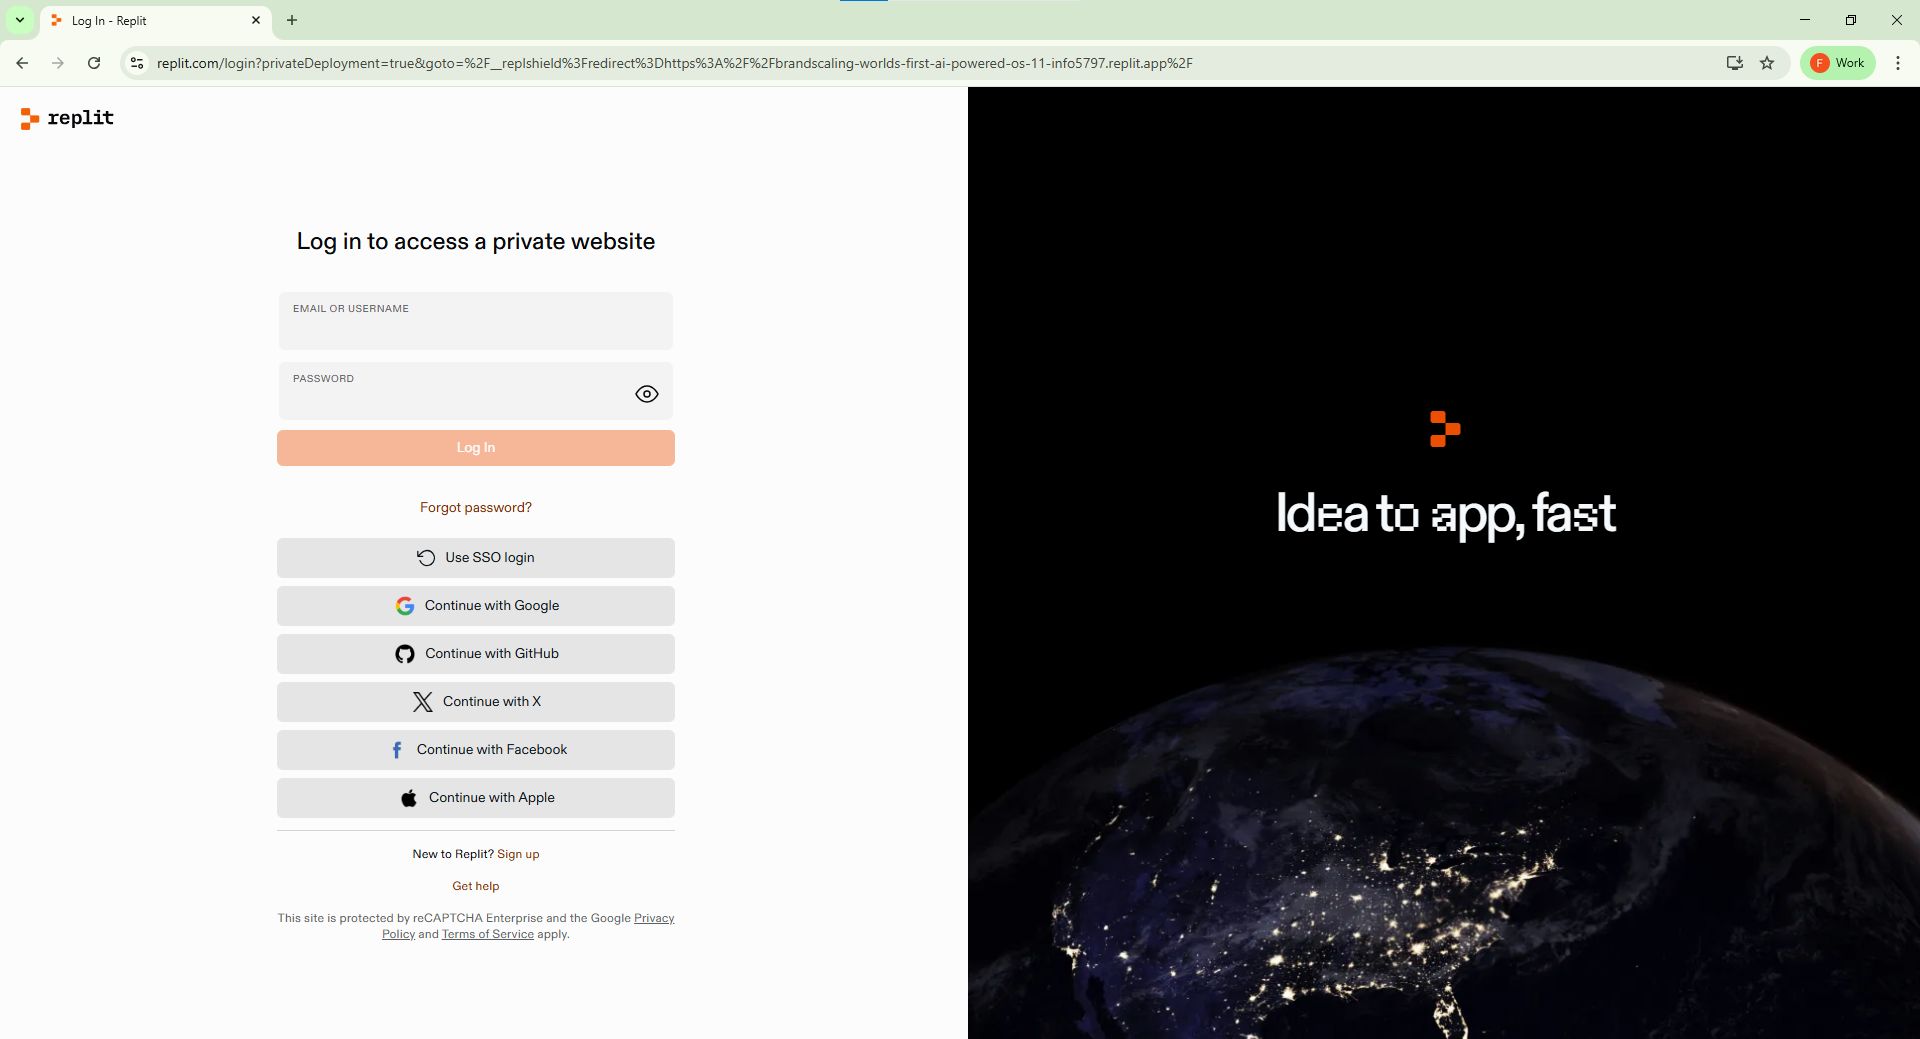 Log In - Replit
replit.com/login?privateDeployment=true&goto=%2F__replshield%3Fredirect%3Dhttps%3A%2F%2Fbrandscaling-worlds-first-ai-powered-os-11-info5797.replit.app%2F
F Work
replit
Log in to access a private website
EMAIL OR USERNAME
PASSWORD
Log In
Forgot password?
Use SSO login
Continue with Google
Continue with GitHub
Continue with X
Continue with Facebook
Continue with Apple
New to Replit? Sign up
Get help
This site is protected by reCAPTCHA Enterprise and the Google Privacy
Policy and Terms of Service apply.
Idea to app, fast